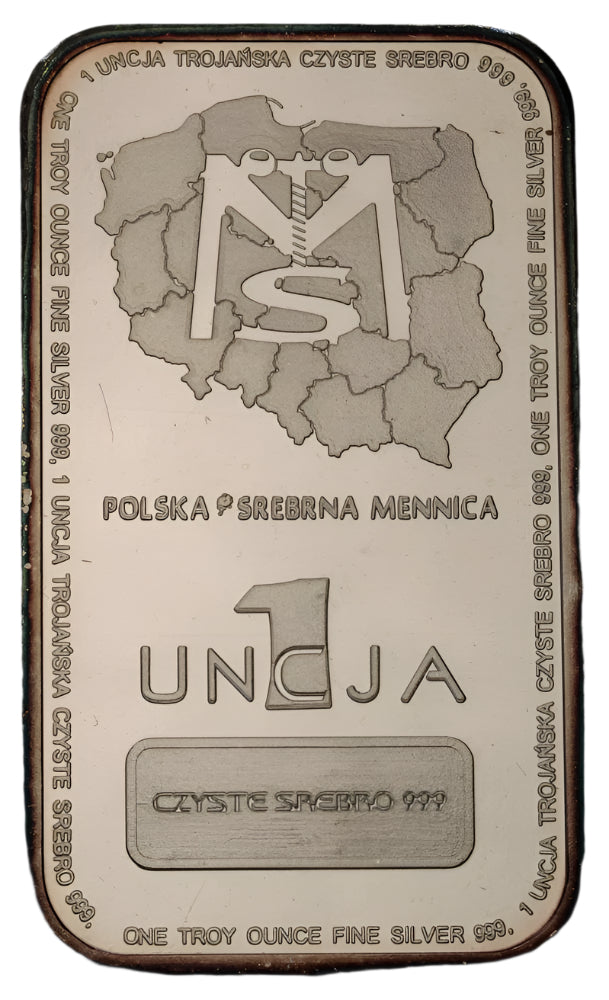 1 UNCJA TROJAŃSKA CZYSTE SREBRO 999, 999,
ONE TROY OUNCE FINE SILVER 999, 1 UNCJA TROJAŃSKA CZYSTE SREBRO 999,
MS
POLSKA SREBRNA MENNICA
1
UNCJA
CZYSTE SREBRO 999
ONE TROY OUNCE FINE SILVER 999,
1 UNCJA TROJAŃSKA CZYSTE SREBRO 999, ONE TROY OUNCE FINE SILVER